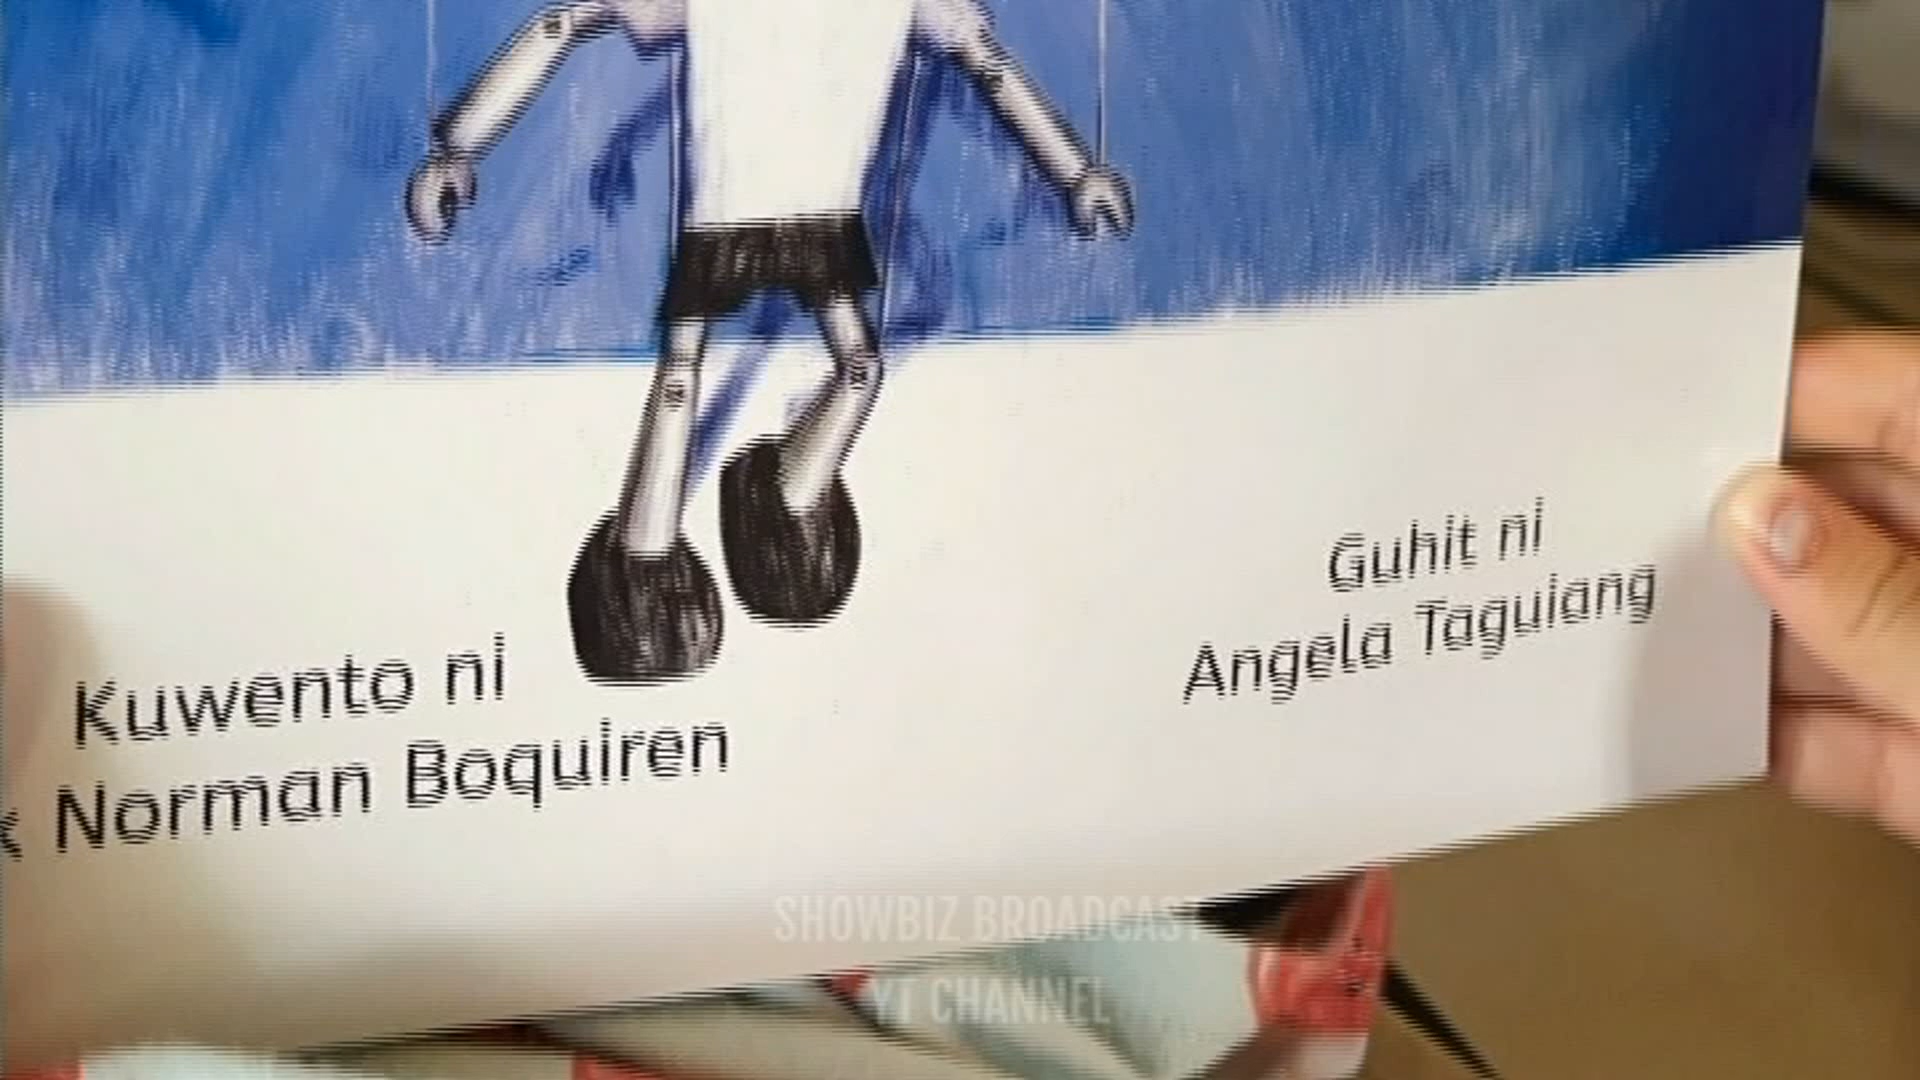 Kuwento ni
Norman Boquiren
Guhit ni
Angela Taguiang
SHOWBIZ BROADCAST
YT CHANNEL